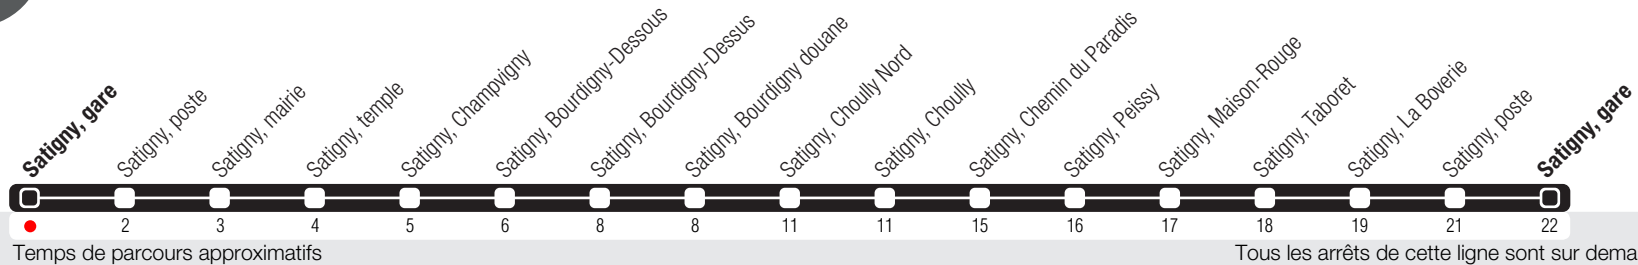 Satigny, gare
Satigny, poste
Satigny, mairie
Satigny, temple
Satigny, Champvigny
Satigny, Bourdigny-Dessous
Satigny, Bourdigny-Dessus
Satigny, Bourdigny douane
Satigny, Choully Nord
Satigny, Choully
Satigny, Chemin du Paradis
Satigny, Peissy
Satigny, Maison-Rouge
Satigny, Taboret
Satigny, La Boverie
Satigny, poste
Satigny, gare
2 3 4 5 6 8 8 11 11 15 16 17 18 19 21 22
Temps de parcours approximatifs Tous les arrêts de cette ligne sont sur dema